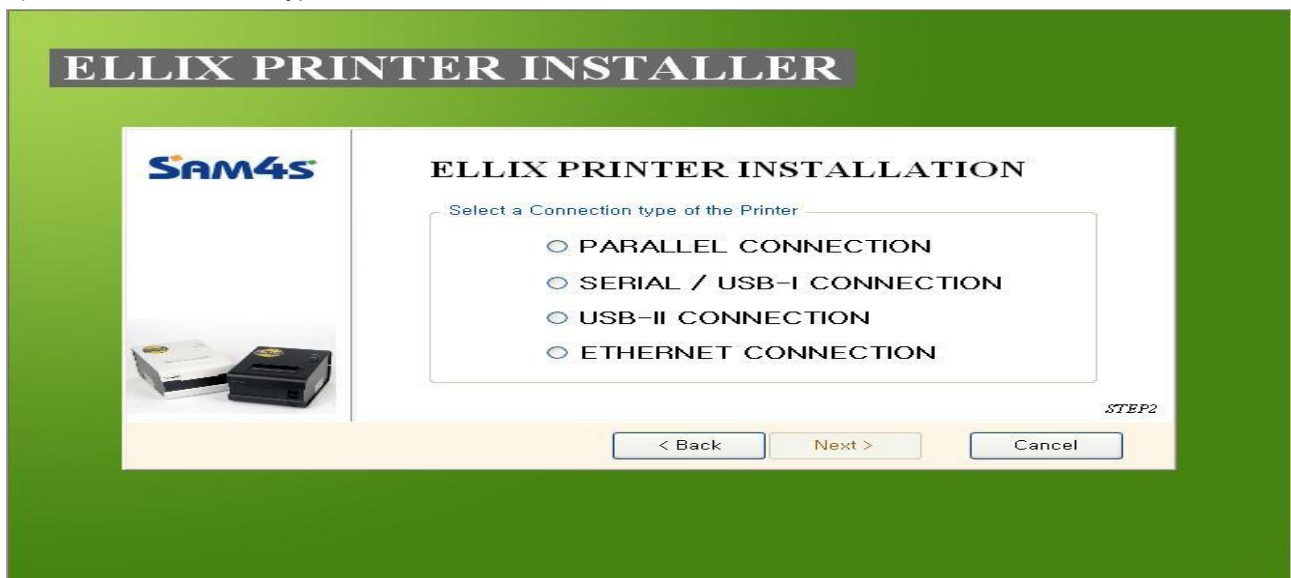 ELLIX PRINTER INSTALLER
SAM4S
ELLIX PRINTER INSTALLATION
Select a Connection type of the Printer
PARALLEL CONNECTION
SERIAL / USB-I CONNECTION
USB-II CONNECTION
ETHERNET CONNECTION
STEP2
< Back
Next >
Cancel